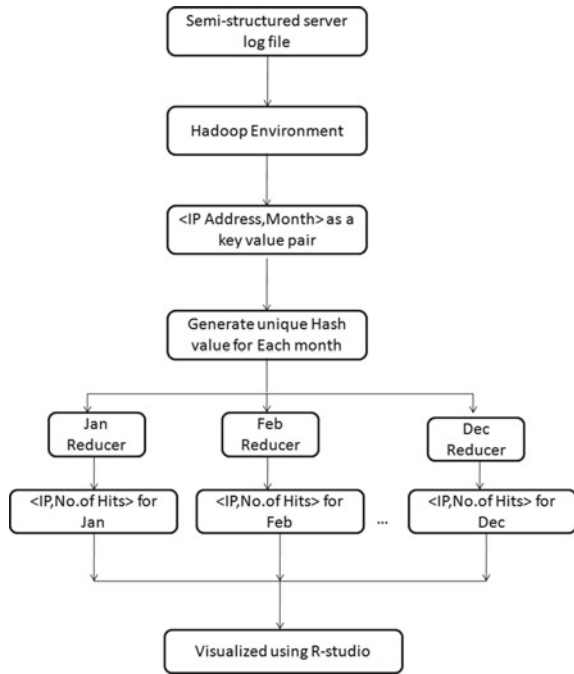 Semi-structured server
log file
Hadoop Environment
<IP Address,Month> as a
key value pair
Generate unique Hash
value for Each month
Jan
Reducer
Feb
Reducer
Dec
Reducer
<IP,No.of Hits> for
Jan
<IP,No.of Hits> for
Feb
...
<IP,No.of Hits> for
Dec
Visualized using R-studio